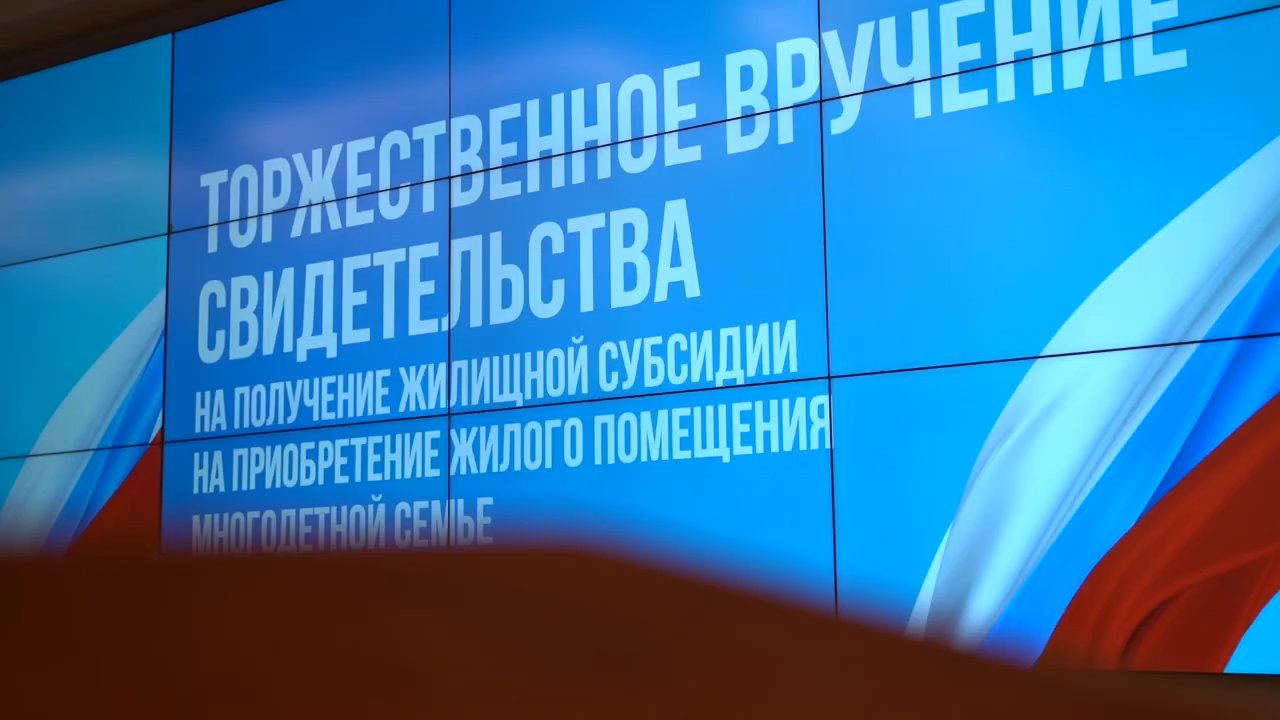 ТОРЖЕСТВЕННОЕ ВРУЧЕНИЕ
СВИДЕТЕЛЬСТВА
НА ПОЛУЧЕНИЕ ЖИЛИЩНОЙ СУБСИДИИ
НА ПРИОБРЕТЕНИЕ ЖИЛОГО ПОМЕЩЕНИЯ
МНОГОДЕТНОЙ СЕМЬЕ